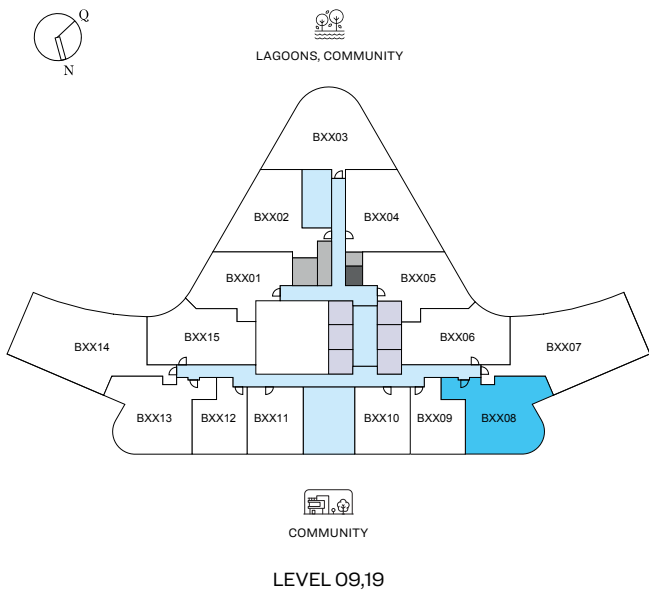 Q
N
LAGOONS, COMMUNITY
BXX03
BXX02
BXX04
BXX01
BXX05
BXX15
BXX06
BXX14
BXX07
BXX13
BXX12
BXX11
BXX10
BXX09
BXX08
COMMUNITY
LEVEL 09,19